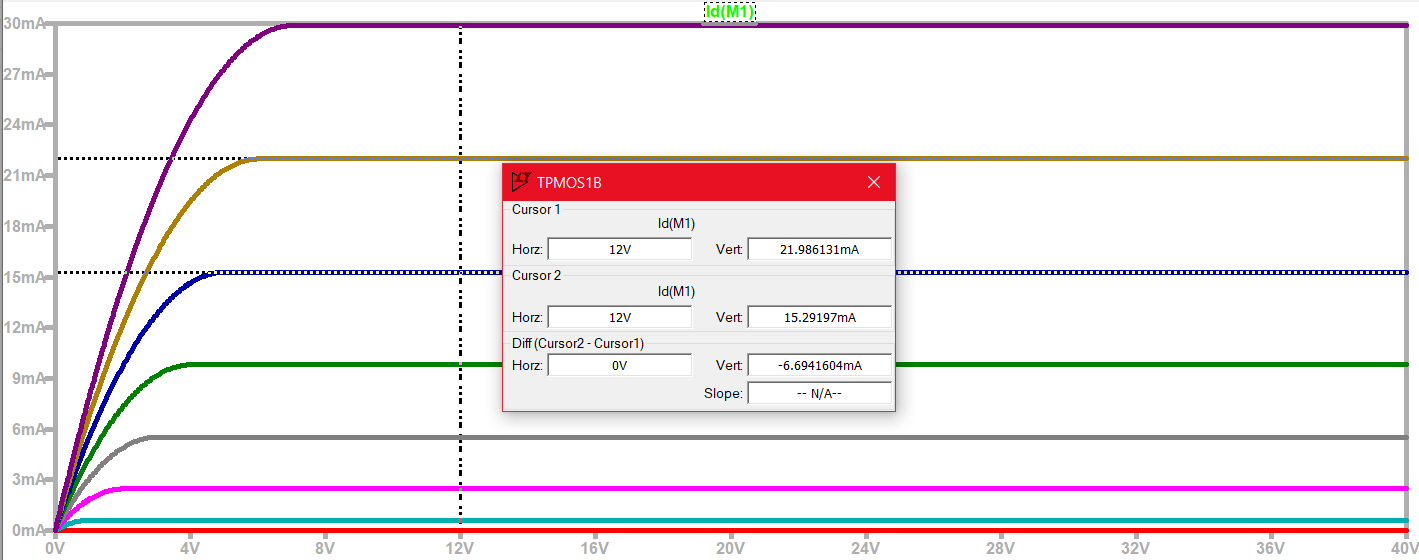 Id(M1)
30mA
27mA
24mA
21mA
18mA
15mA
12mA
9mA
6mA
3mA
0mA
TPMOS1B
Cursor 1
Id(M1)
Horz: 12V Vert: 21.986131mA
Cursor 2
Id(M1)
Horz: 12V Vert: 15.29197mA
Diff (Cursor2 - Cursor1)
Horz: 0V Vert: -6.6941604mA
Slope: -- N/A--
0V 4V 8V 12V 16V 20V 24V 28V 32V 36V 40V